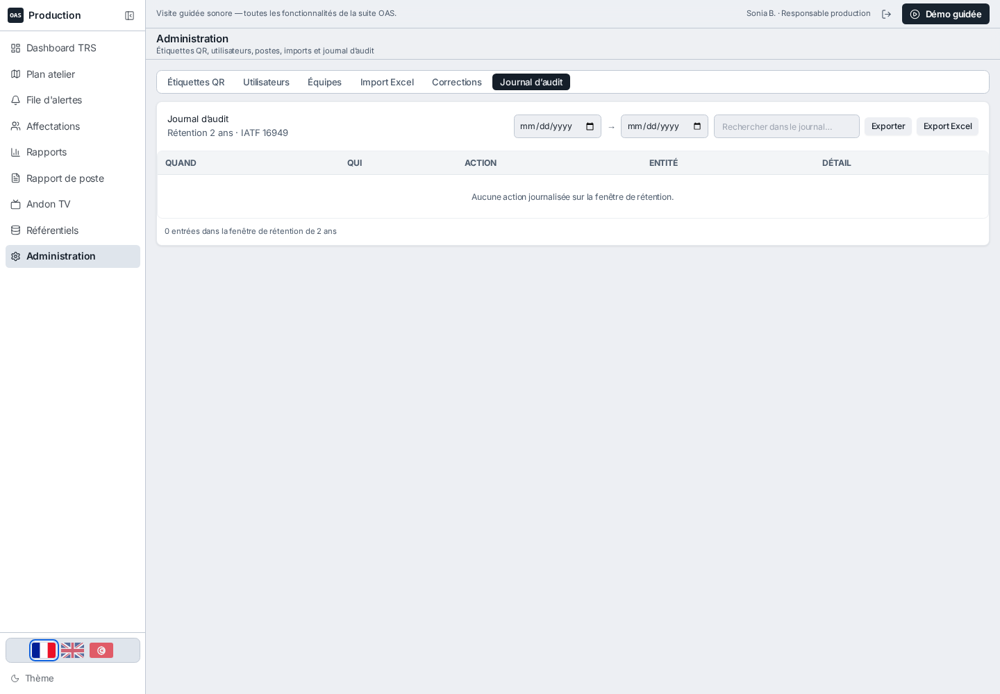 OAS Production
Visite guidée sonore — toutes les fonctionnalités de la suite OAS.
Sonia B. · Responsable production
Démo guidée
Dashboard TRS
Plan atelier
File d'alertes
Affectations
Rapports
Rapport de poste
Andon TV
Référentiels
Administration
Thème
Administration
Étiquettes QR, utilisateurs, postes, imports et journal d’audit
Étiquettes QR Utilisateurs Équipes Import Excel Corrections Journal d’audit
Journal d’audit
Rétention 2 ans · IATF 16949
mm/dd/yyyy → mm/dd/yyyy Rechercher dans le journal… Exporter Export Excel
QUAND QUI ACTION ENTITÉ DÉTAIL
Aucune action journalisée sur la fenêtre de rétention.
0 entrées dans la fenêtre de rétention de 2 ans